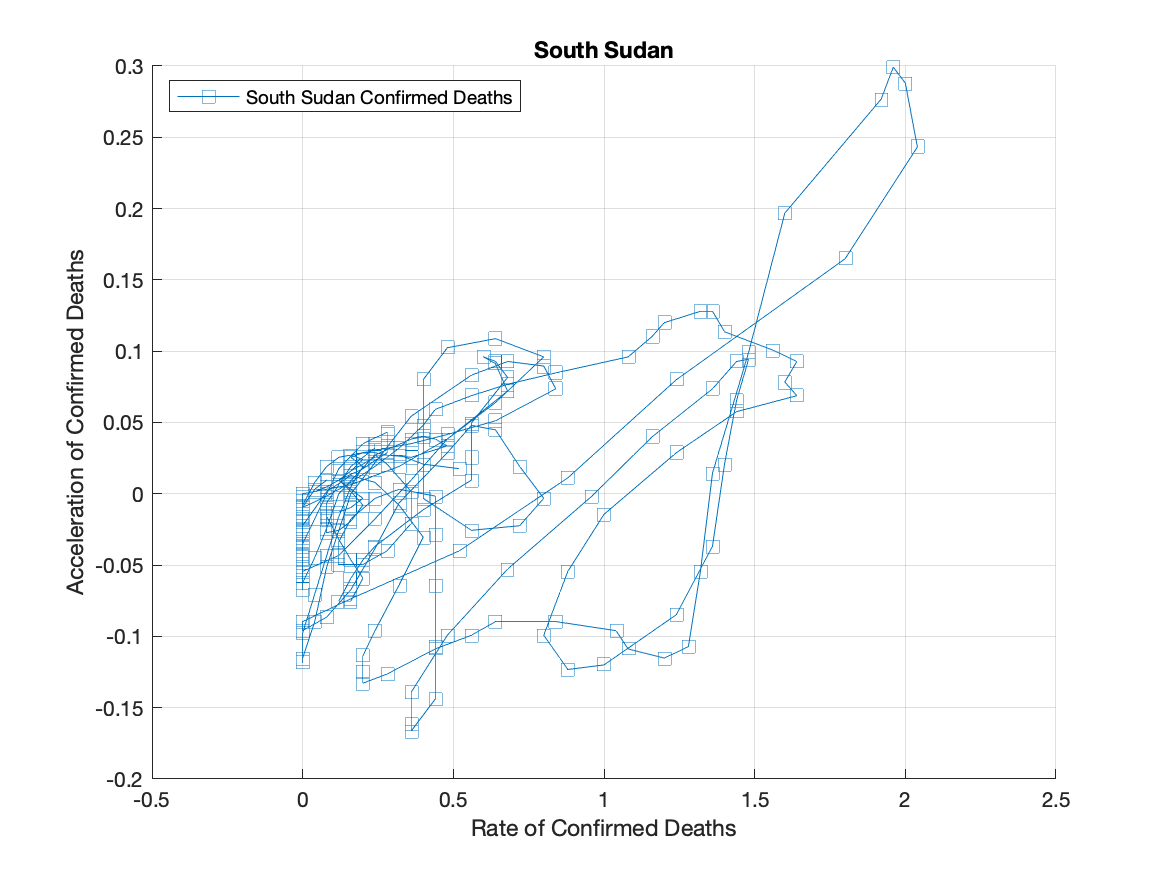 South Sudan
South Sudan Confirmed Deaths
0.3
0.25
0.2
0.15
0.1
0.05
0
-0.05
-0.1
-0.15
-0.2
Acceleration of Confirmed Deaths
-0.5 0 0.5 1 1.5 2 2.5
Rate of Confirmed Deaths